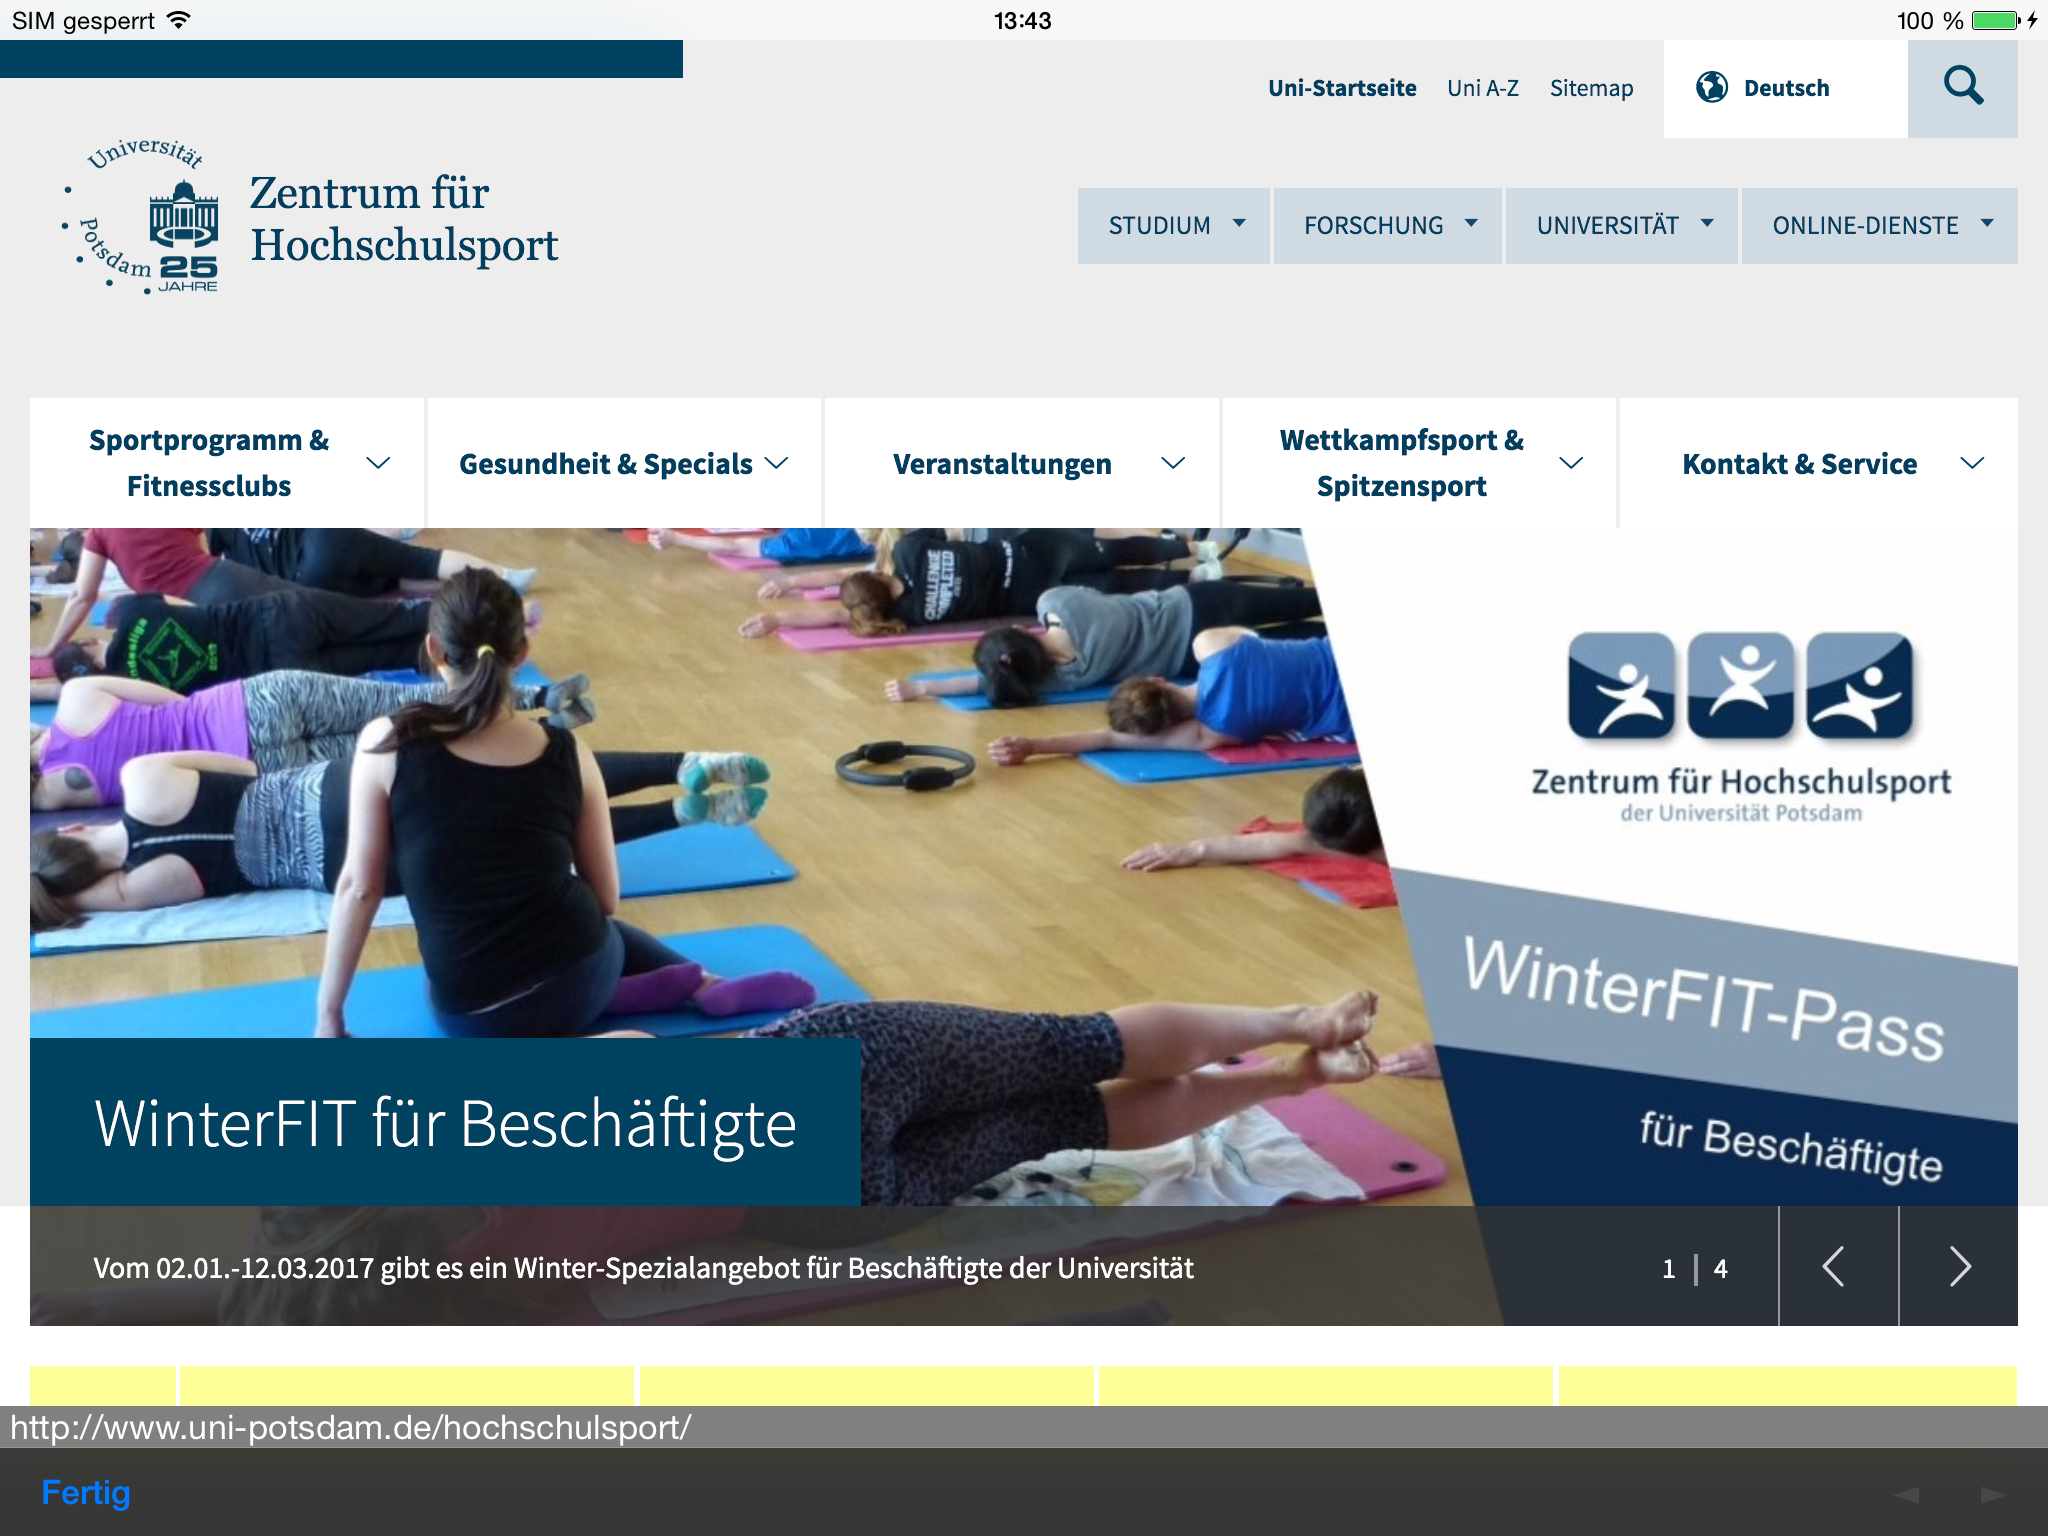 SIM gesperrt
13:43
100 %
Uni-Startseite
Uni A-Z
Sitemap
Deutsch
Universität
Potsdam
25
JAHRE
Zentrum für
Hochschulsport
STUDIUM
FORSCHUNG
UNIVERSITÄT
ONLINE-DIENSTE
Sportprogramm &
Fitnessclubs
Gesundheit & Specials
Veranstaltungen
Wettkampfsport &
Spitzensport
Kontakt & Service
CHALLENGE
COMPLETED
Zentrum für Hochschulsport
der Universität Potsdam
WinterFIT-Pass
für Beschäftigte
WinterFIT für Beschäftigte
Vom 02.01.-12.03.2017 gibt es ein Winter-Spezialangebot für Beschäftigte der Universität
1 | 4
http://www.uni-potsdam.de/hochschulsport/
Fertig